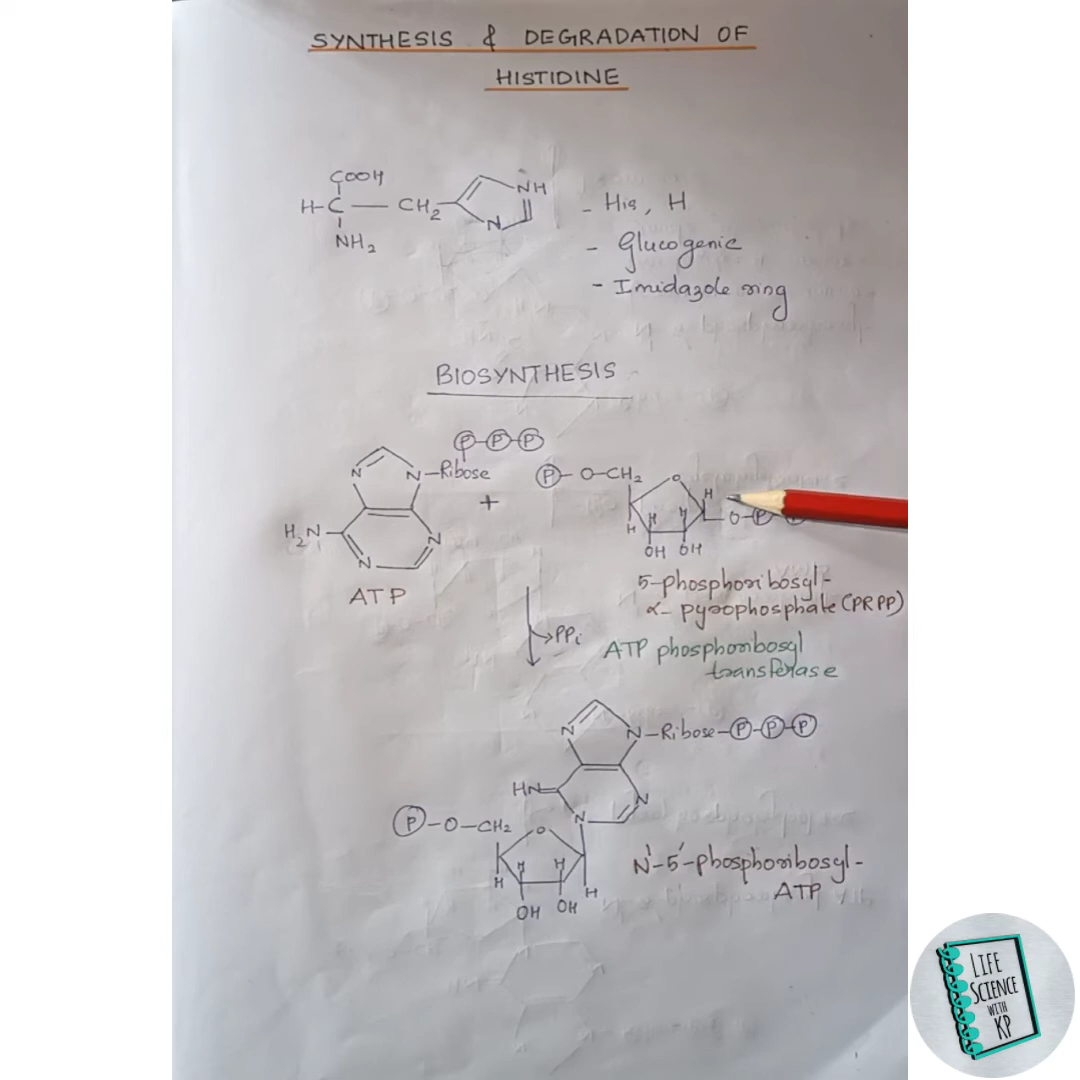 SYNTHESIS & DEGRADATION OF
HISTIDINE
COOH
H-C — CH2 NH
N
NH2
- His, H
- Glucogenic
- Imidazole ring
BIOSYNTHESIS
P-P-P
N N-Ribose
H2N N
N
ATP
+
P-O-CH2 O
H H H H
O-P
OH OH
5-phosphoribosyl-
α-pyrophosphate (PRPP)
→PPi
ATP phosphoribosyl
transferase
N N-Ribose-P-P-P
HN N
N
P-O-CH2 O
H H H H
OH OH
N1-5'-phosphoribosyl-
ATP
LIFE
SCIENCE
WITH
KP